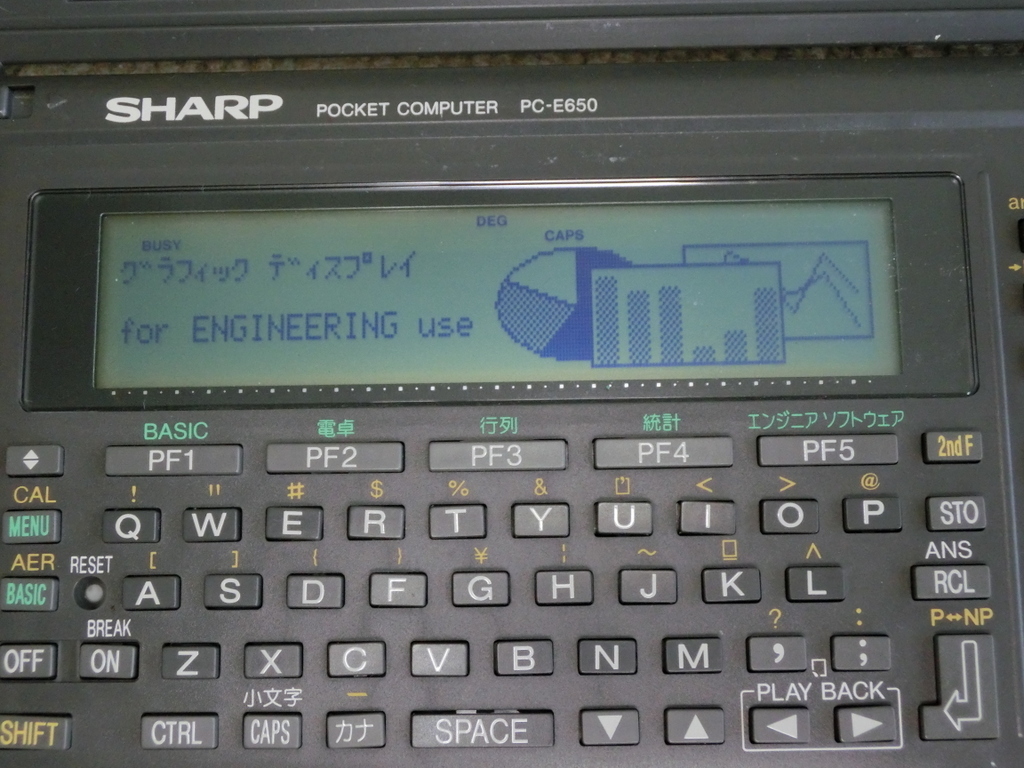 SHARP POCKET COMPUTER PC-E650
DEG
BUSY CAPS
グラフィック ディスプレイ
for ENGINEERING use
BASIC 電卓 行列 統計 エンジニア ソフトウェア
PF1 PF2 PF3 PF4 PF5 2nd F
CAL ! " # $ % & < > @
MENU Q W E R T Y U I O P STO
AER RESET [ ] { } ¥ ¦ ~ ^ ANS
BASIC A S D F G H J K L RCL
BREAK ? : P↔NP
OFF ON Z X C V B N M , ;
小文字 PLAY BACK
SHIFT CTRL CAPS カナ SPACE ▼ ▲ ◀ ▶